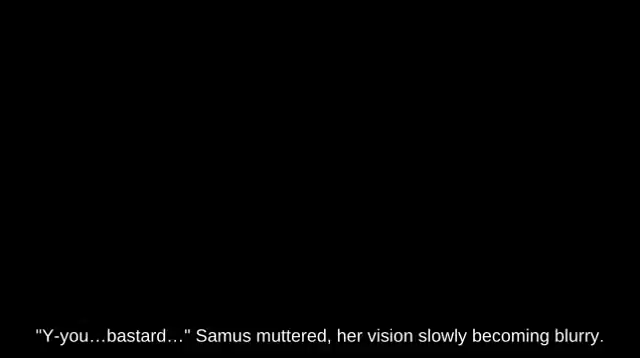 "Y-you…bastard…" Samus muttered, her vision slowly becoming blurry.